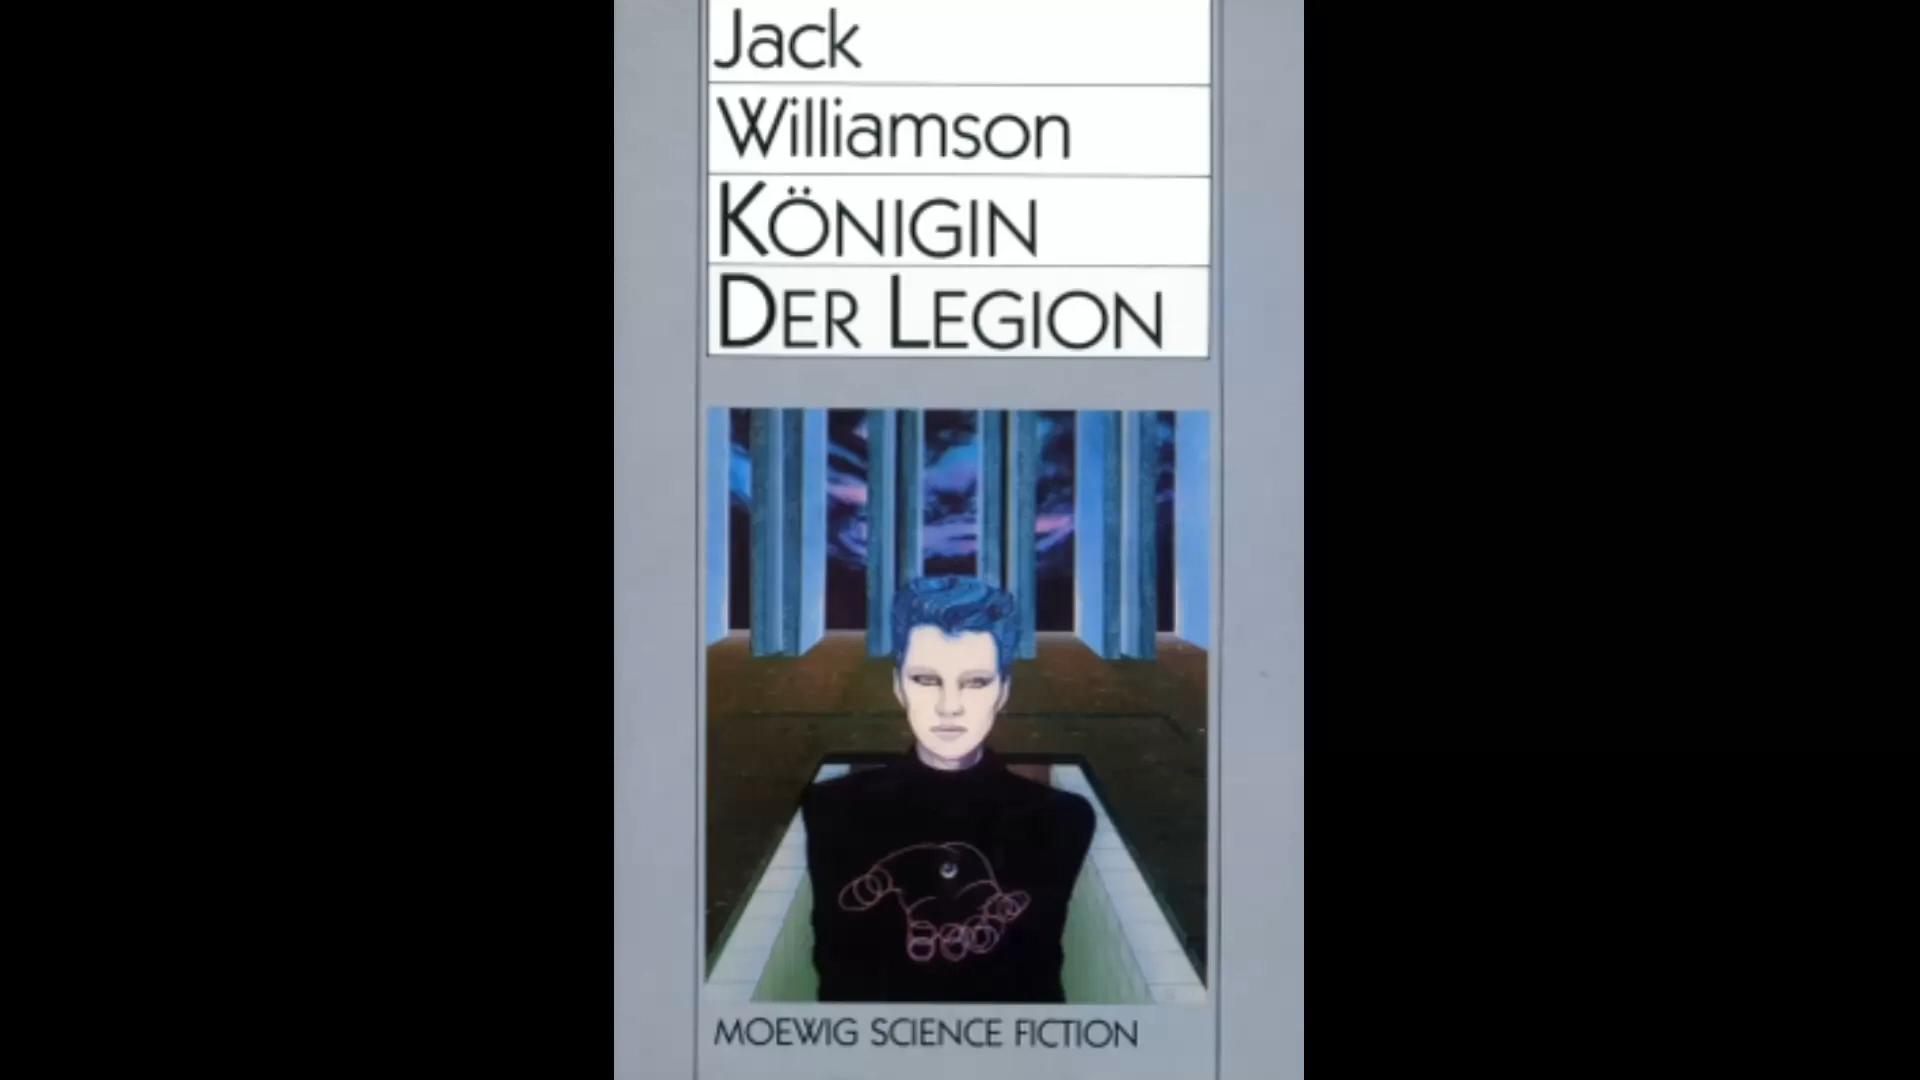 Jack
Williamson
KÖNIGIN
DER LEGION
MOEWIG SCIENCE FICTION